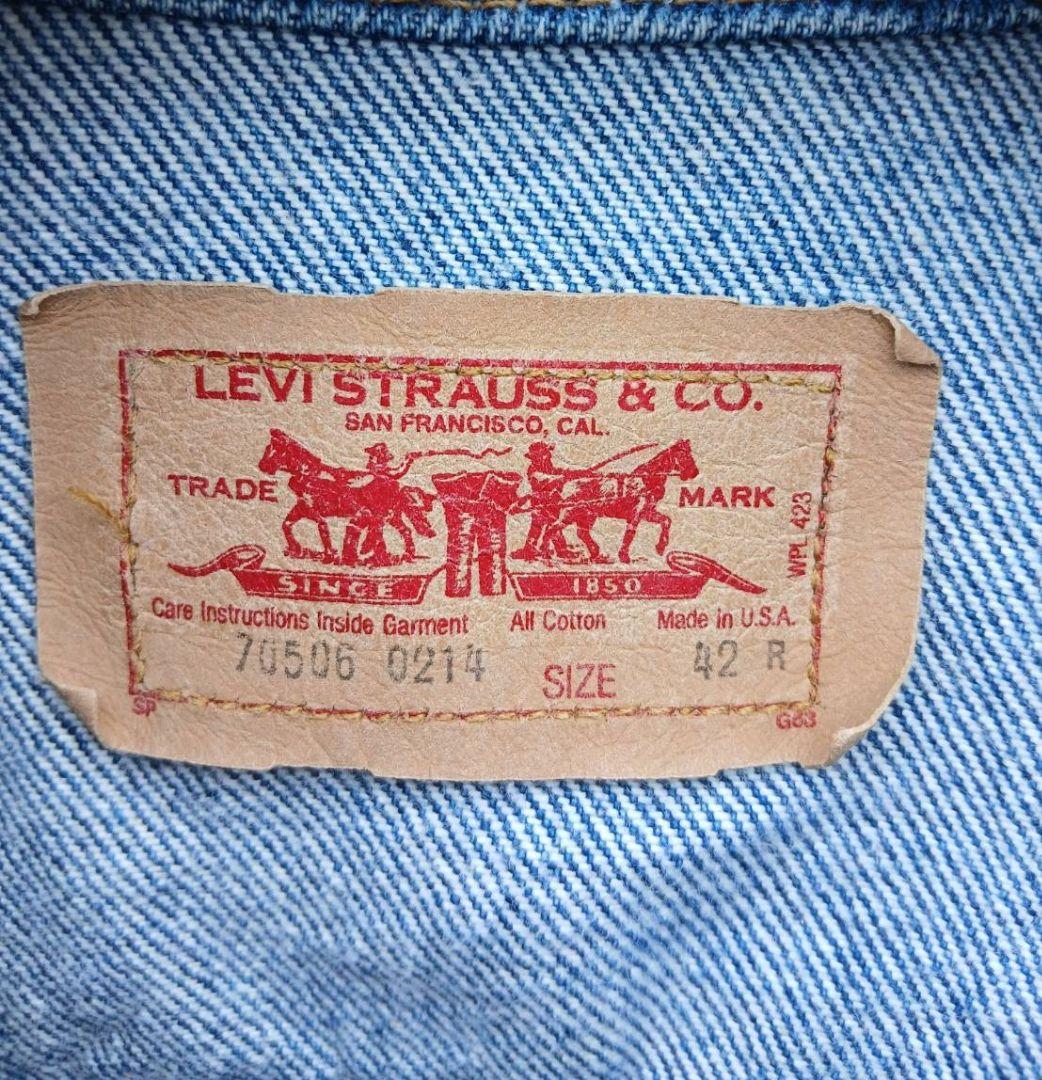 LEVI STRAUSS & CO.
SAN FRANCISCO, CAL.
TRADE MARK
WPL 423
SINCE 1850
Care Instructions Inside Garment All Cotton Made in U.S.A.
70506 0214 SIZE 42 R
SP G83